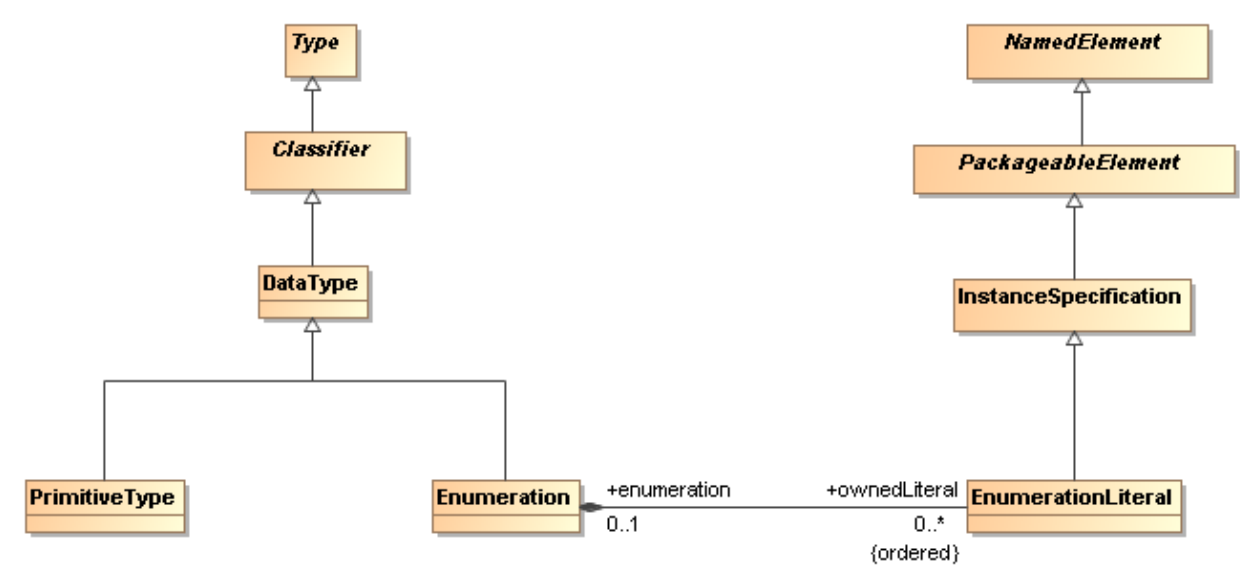 Type
NamedElement
Classifier
PackageableElement
DataType
InstanceSpecification
PrimitiveType
Enumeration
+enumeration
0..1
+ownedLiteral
0..*
{ordered}
EnumerationLiteral